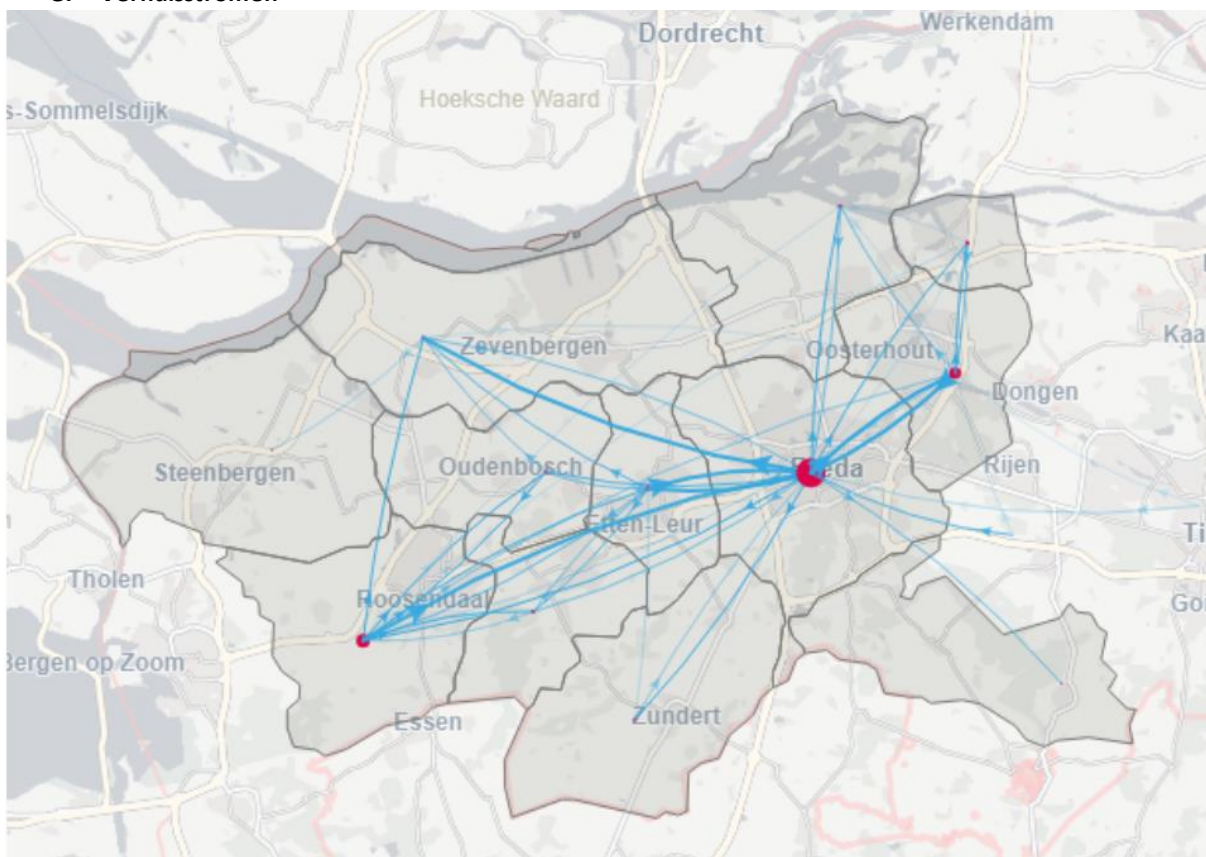 Dordrecht
Werkendam
Hoeksche Waard
s-Sommelsdijk
Zevenbergen
Oosterhout
Kaa
Dongen
Steenbergen
Oudenbosch
Breda
Rijen
Etten-Leur
Ti
Tholen
Roosendaal
Go
Bergen op Zoom
Essen
Zundert